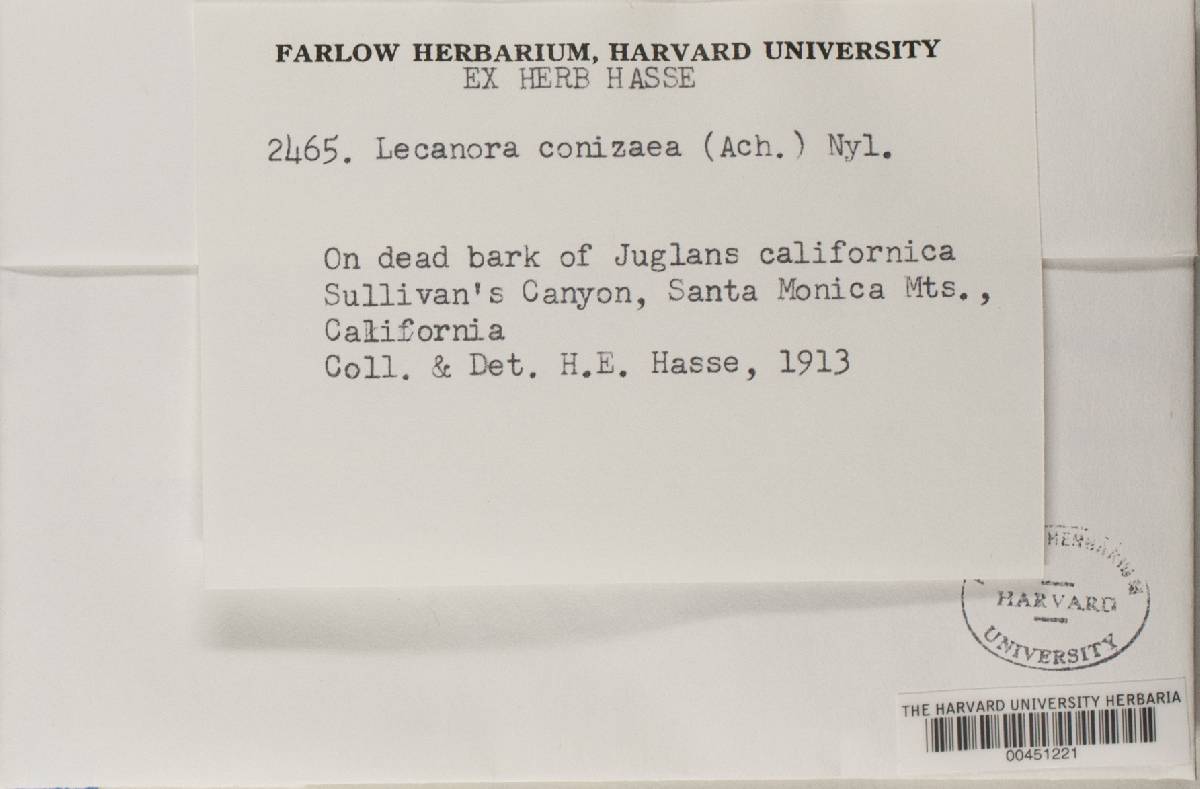 FARLOW HERBARIUM, HARVARD UNIVERSITY
EX HERB HASSE
2465. Lecanora conizaea (Ach.) Nyl.
On dead bark of Juglans californica
Sullivan's Canyon, Santa Monica Mts.,
California
Coll. & Det. H.E. Hasse, 1913
HERBARIUM
HARVARD
UNIVERSITY
THE HARVARD UNIVERSITY HERBARIA
00451221